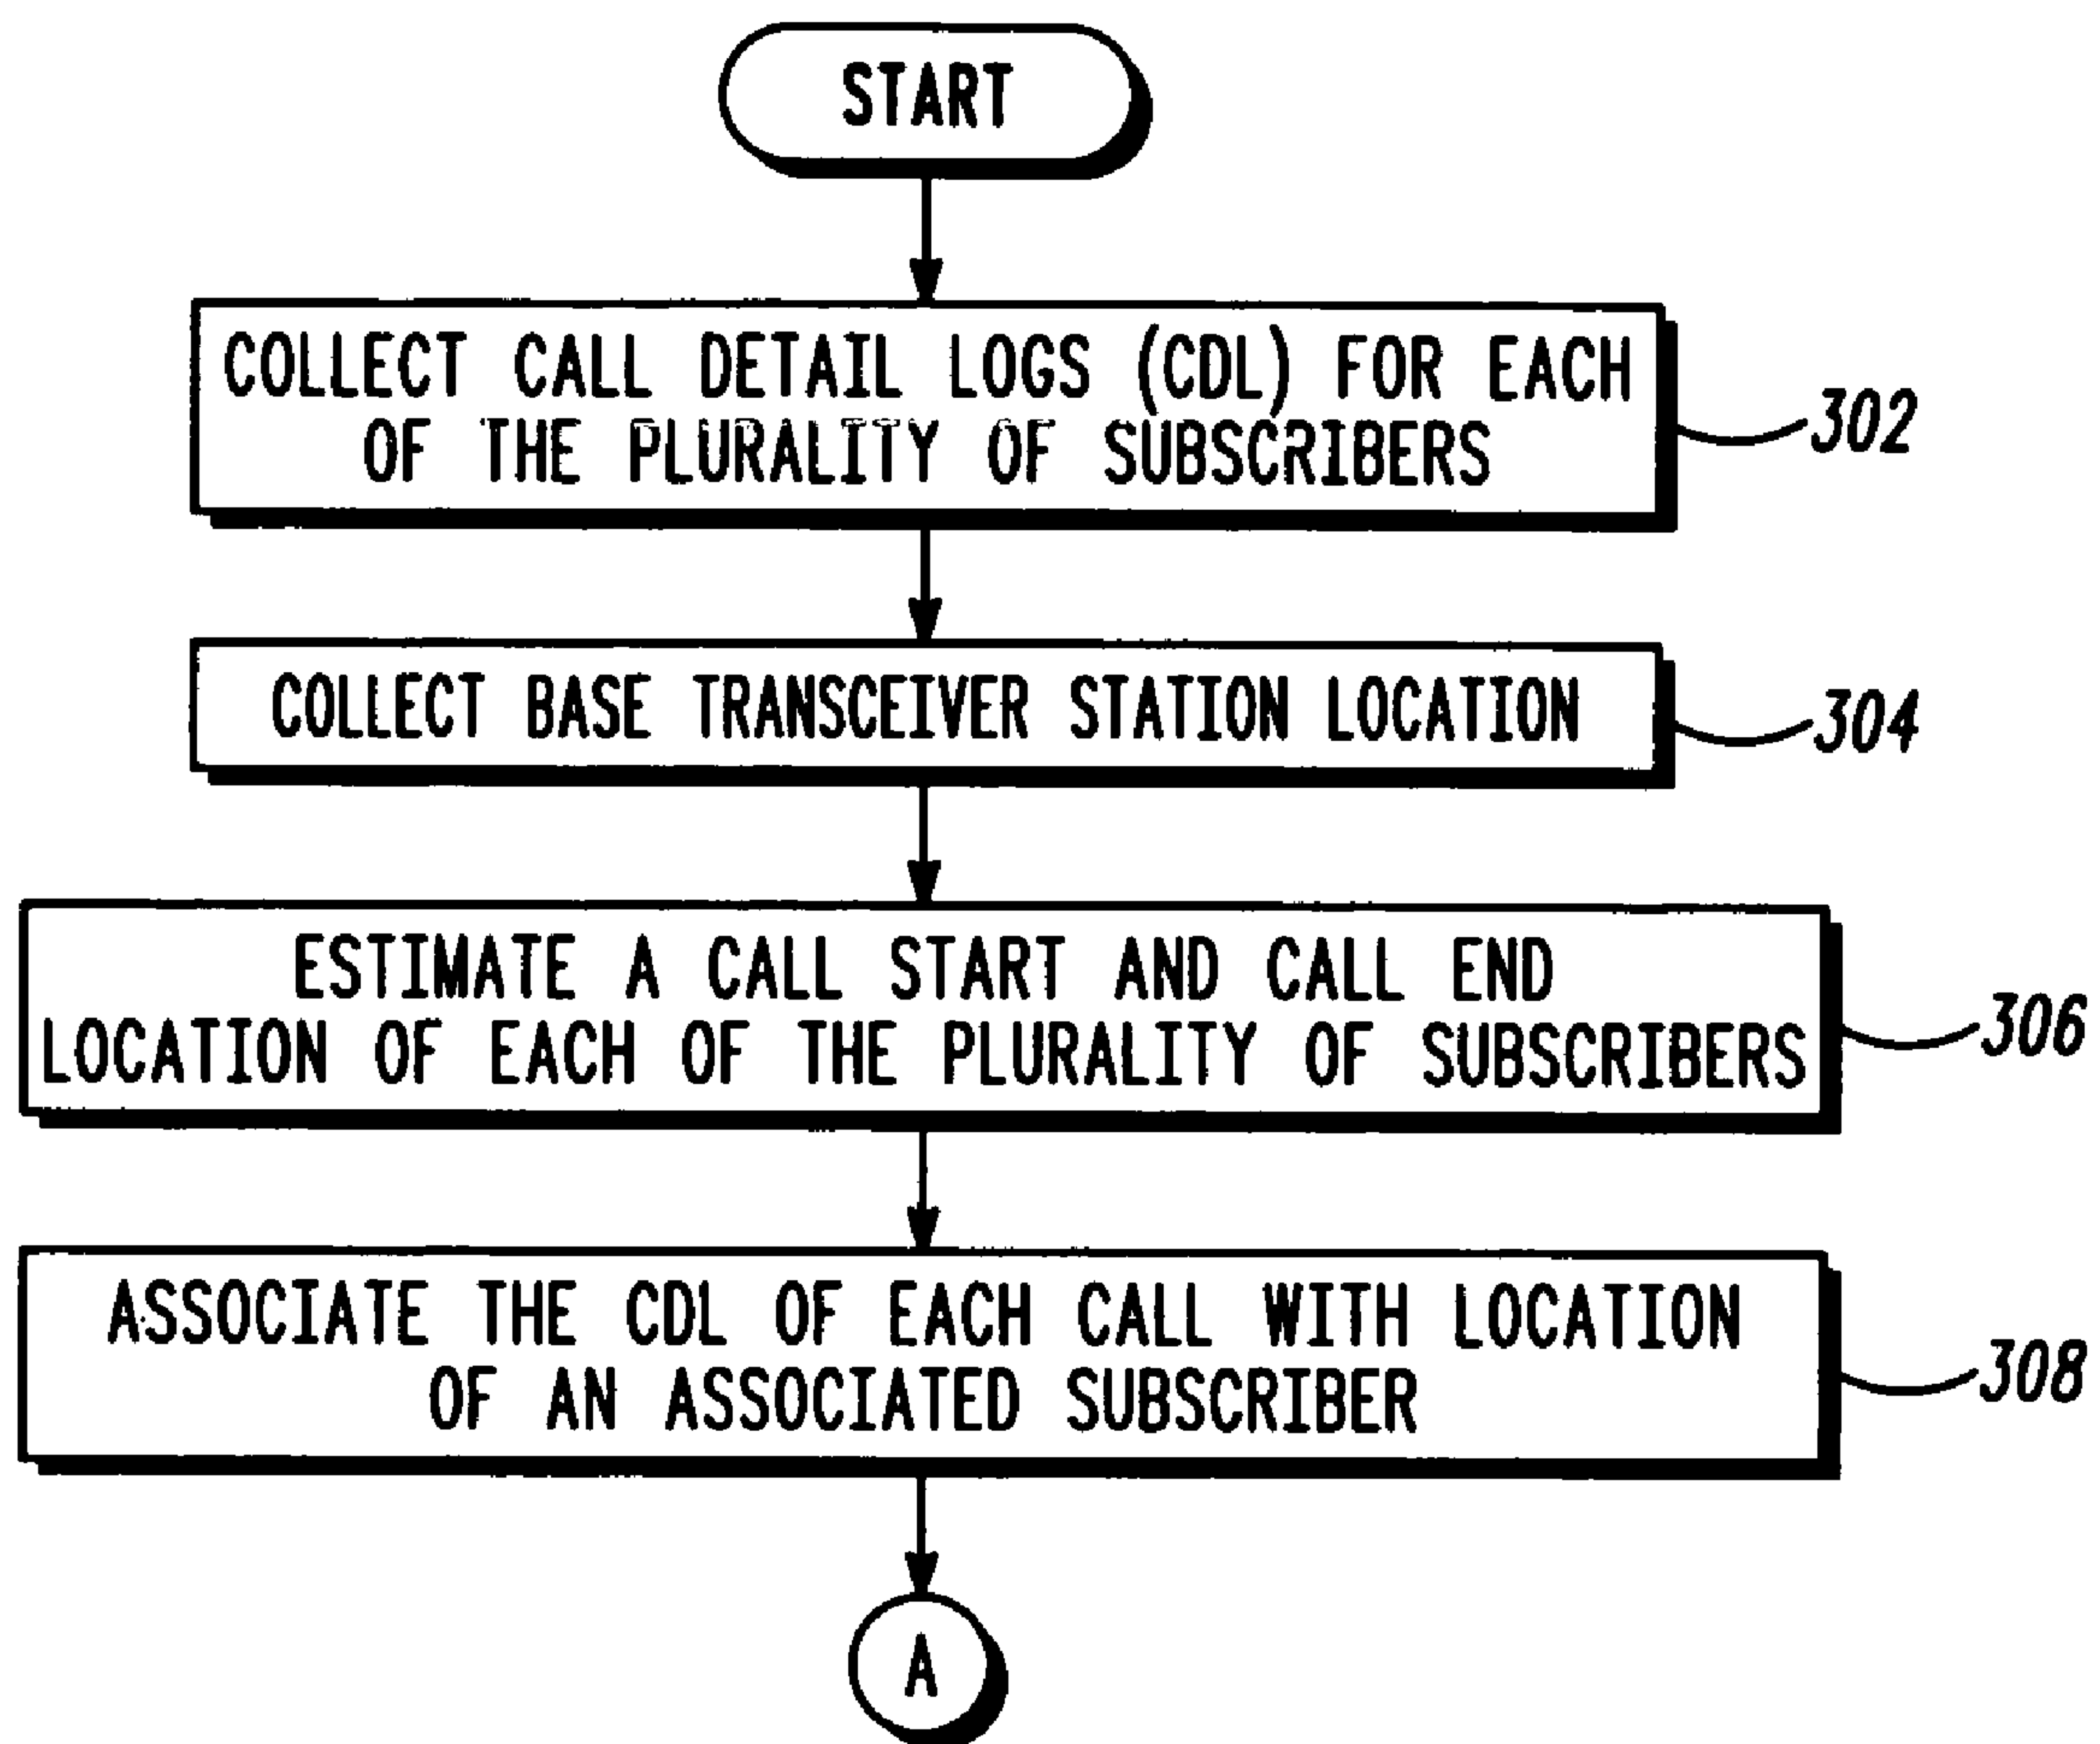 START
COLLECT CALL DETAIL LOGS (CDL) FOR EACH
OF THE PLURALITY OF SUBSCRIBERS
302
COLLECT BASE TRANSCEIVER STATION LOCATION
304
ESTIMATE A CALL START AND CALL END
LOCATION OF EACH OF THE PLURALITY OF SUBSCRIBERS
306
ASSOCIATE THE CDL OF EACH CALL WITH LOCATION
OF AN ASSOCIATED SUBSCRIBER
308
A